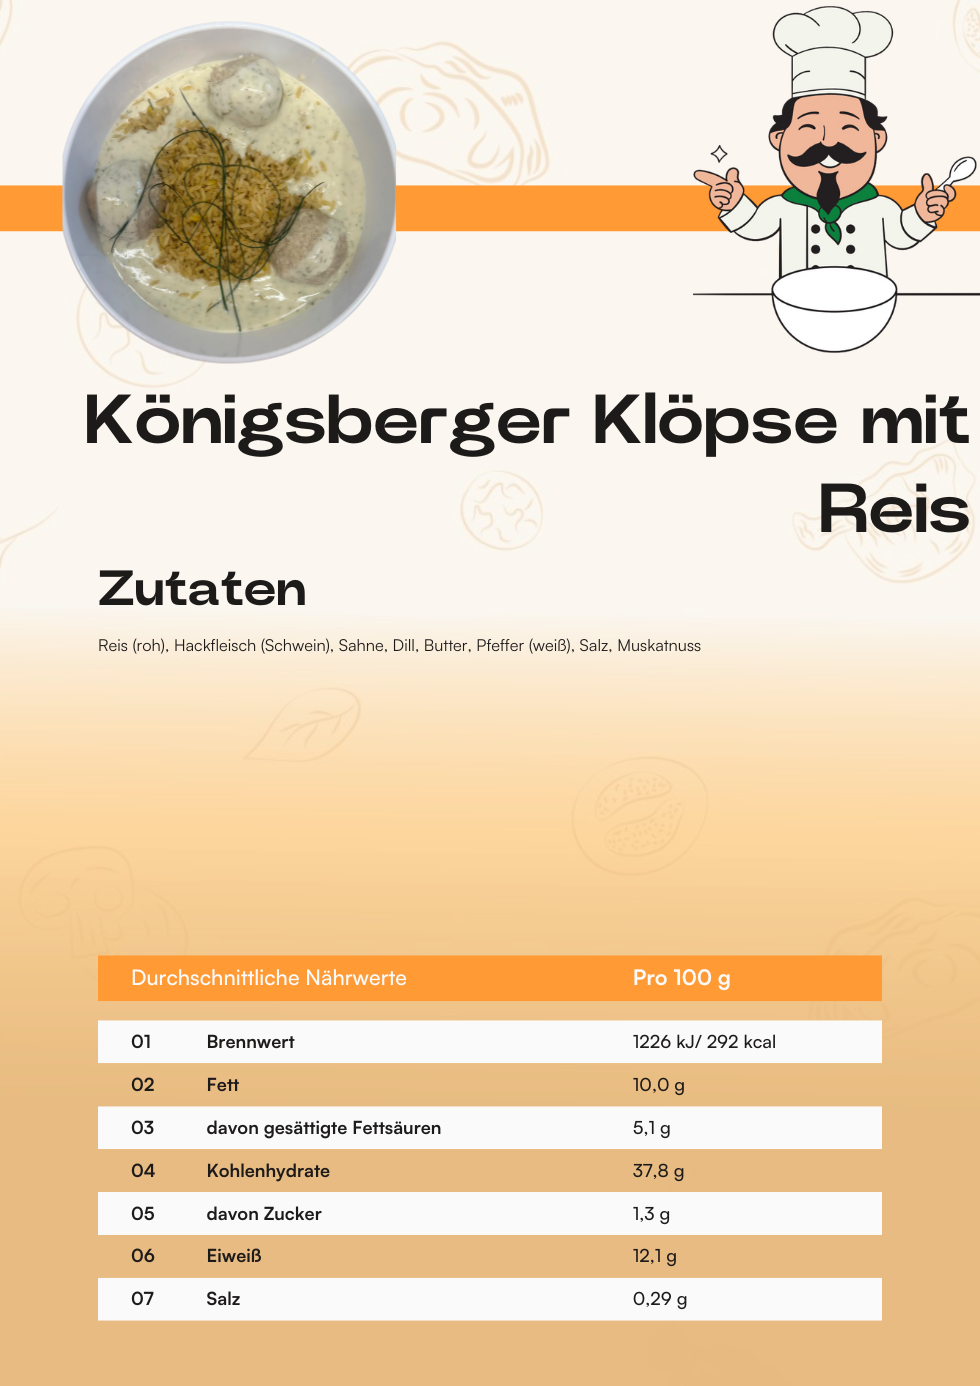 Königsberger Klöpse mit
Reis
Zutaten
Reis (roh), Hackfleisch (Schwein), Sahne, Dill, Butter, Pfeffer (weiß), Salz, Muskatnuss
Durchschnittliche Nährwerte Pro 100 g
01 Brennwert 1226 kJ/ 292 kcal
02 Fett 10,0 g
03 davon gesättigte Fettsäuren 5,1 g
04 Kohlenhydrate 37,8 g
05 davon Zucker 1,3 g
06 Eiweiß 12,1 g
07 Salz 0,29 g